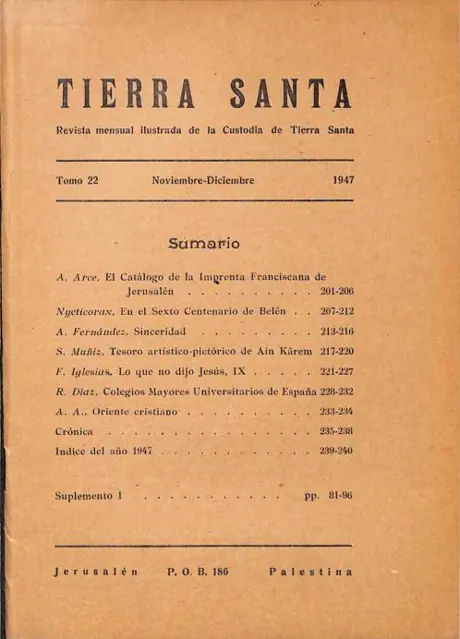 TIERRA SANTA
Revista mensual ilustrada de la Custodia de Tierra Santa
Tomo 22 Noviembre-Diciembre 1947
Sumario
A. Arce, El Catálogo de la Imprenta Franciscana de
Jerusalén . . . . . . . . . . 201-206
Nycticorax, En el Sexto Centenario de Belén . . 207-212
A. Fernández, Sinceridad . . . . . . . . . 213-216
S. Muñiz, Tesoro artístico-pictórico de Ain Kârem 217-220
F. Iglesias, Lo que no dijo Jesús, IX . . . . . 221-227
R. Díaz, Colegios Mayores Universitarios de España 228-232
A. A., Oriente cristiano . . . . . . . . . . 233-234
Crónica . . . . . . . . . . . . . . . 235-238
Indice del año 1947 . . . . . . . . . . . . 239-240
Suplemento 1 . . . . . . . . . . . pp. 81-96
Jerusalén P. O. B. 186 Palestina